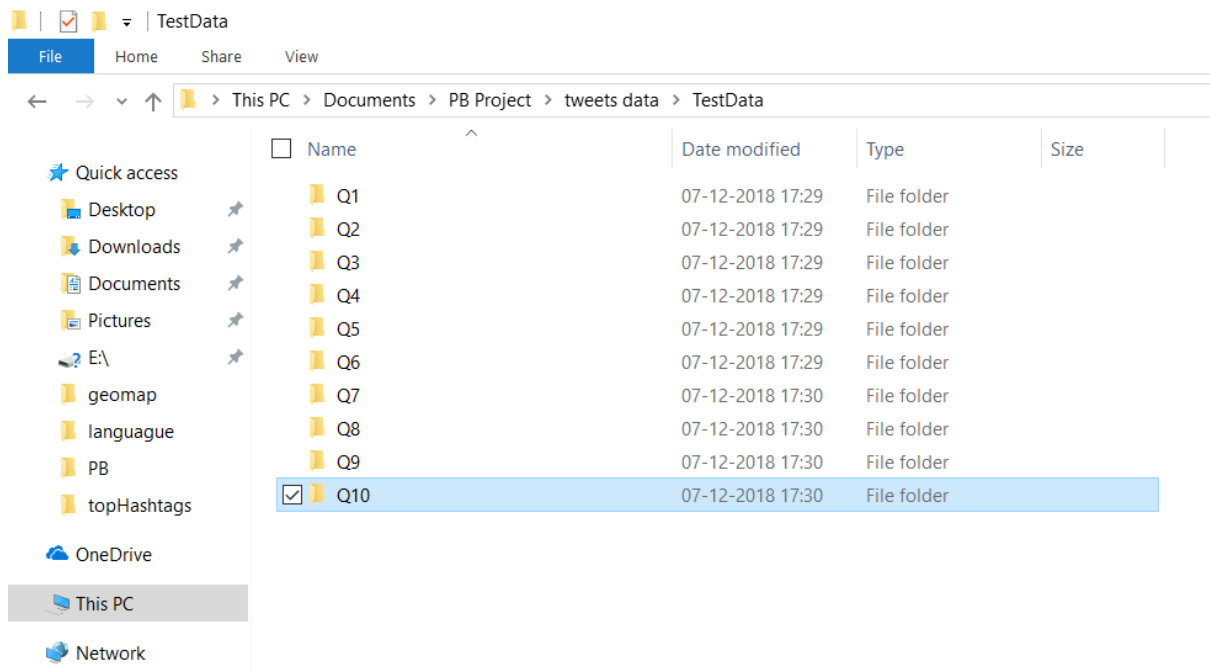 TestData
File Home Share View
This PC > Documents > PB Project > tweets data > TestData
Name Date modified Type Size
Quick access
Desktop
Downloads
Documents
Pictures
E:\
geomap
languague
PB
topHashtags
OneDrive
This PC
Network
Q1 07-12-2018 17:29 File folder
Q2 07-12-2018 17:29 File folder
Q3 07-12-2018 17:29 File folder
Q4 07-12-2018 17:29 File folder
Q5 07-12-2018 17:29 File folder
Q6 07-12-2018 17:29 File folder
Q7 07-12-2018 17:30 File folder
Q8 07-12-2018 17:30 File folder
Q9 07-12-2018 17:30 File folder
Q10 07-12-2018 17:30 File folder